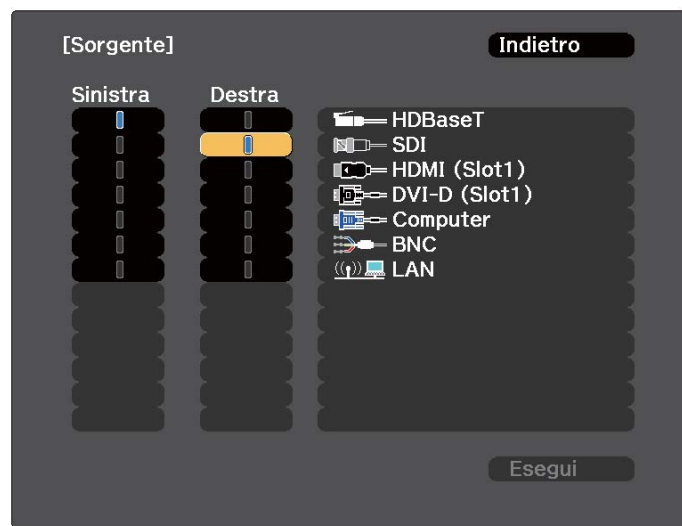 [Sorgente]
Indietro
Sinistra Destra
HDBaseT
SDI
HDMI (Slot1)
DVI-D (Slot1)
Computer
BNC
LAN
Esegui